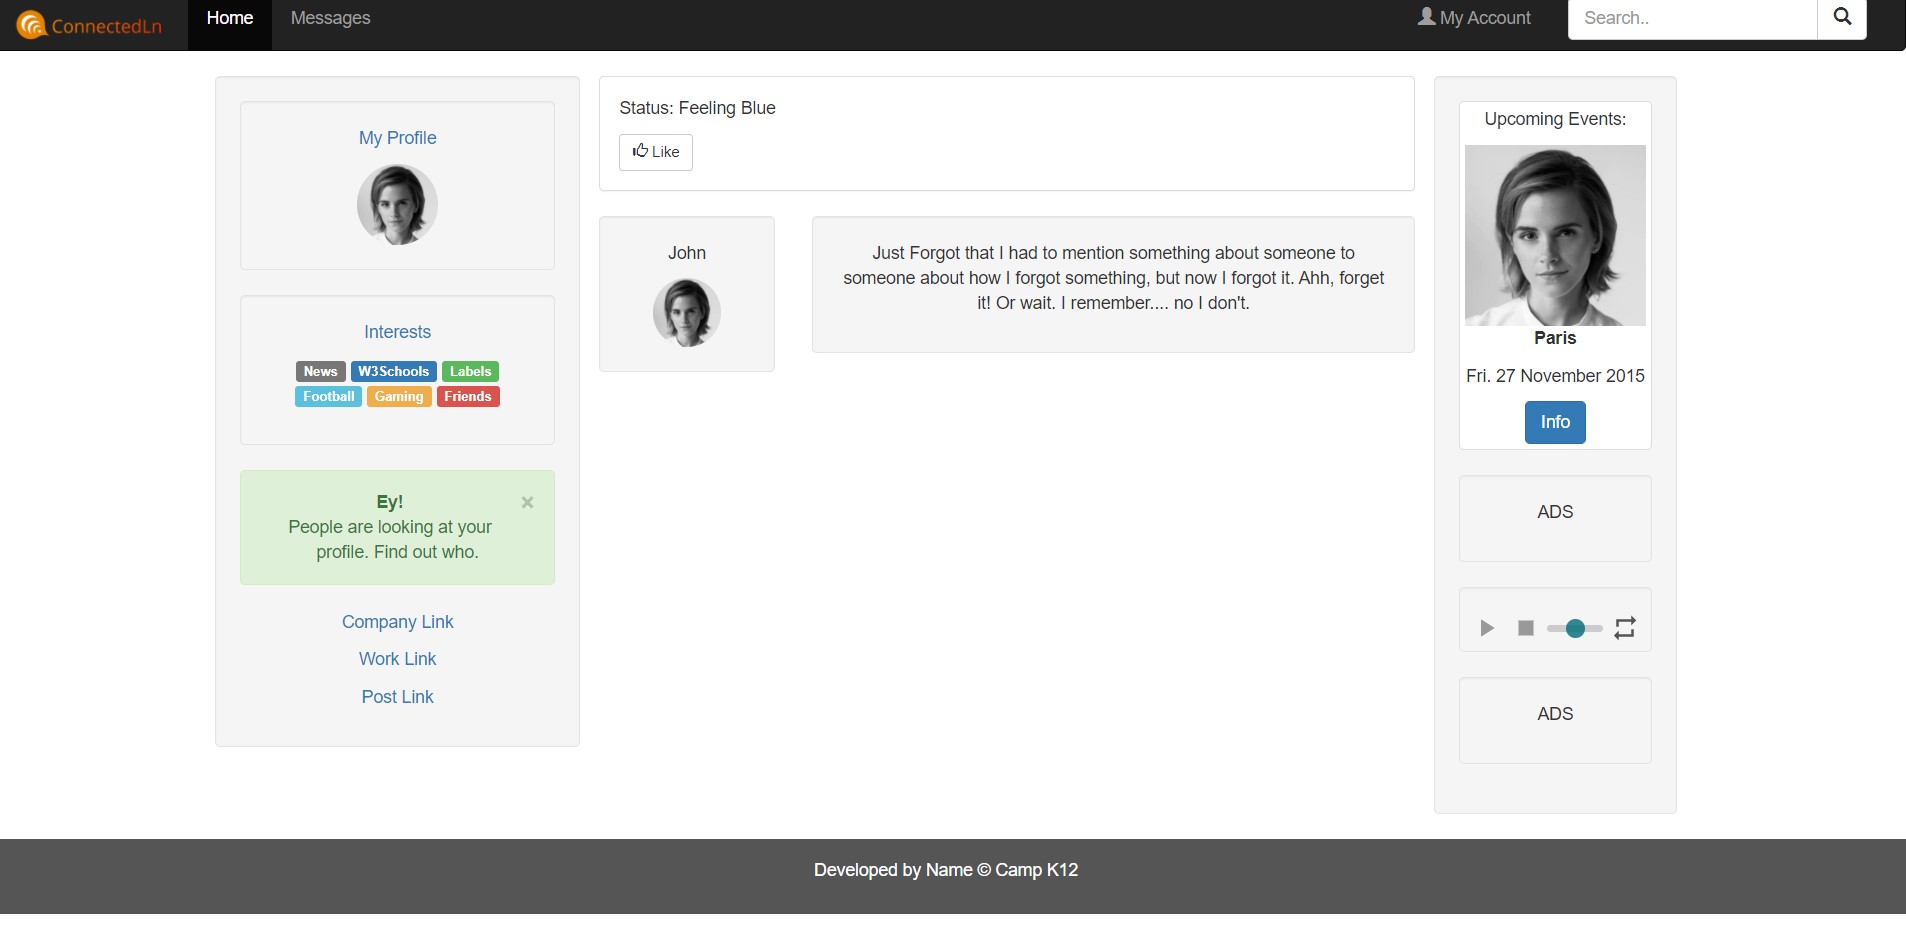 ConnectedLn
Home
Messages
My Account
Search..
My Profile
Interests
News W3Schools Labels
Football Gaming Friends
Ey!
×
People are looking at your
profile. Find out who.
Company Link
Work Link
Post Link
Status: Feeling Blue
Like
John
Just Forgot that I had to mention something about someone to
someone about how I forgot something, but now I forgot it. Ahh, forget
it! Or wait. I remember.... no I don't.
Upcoming Events:
Paris
Fri. 27 November 2015
Info
ADS
ADS
Developed by Name © Camp K12